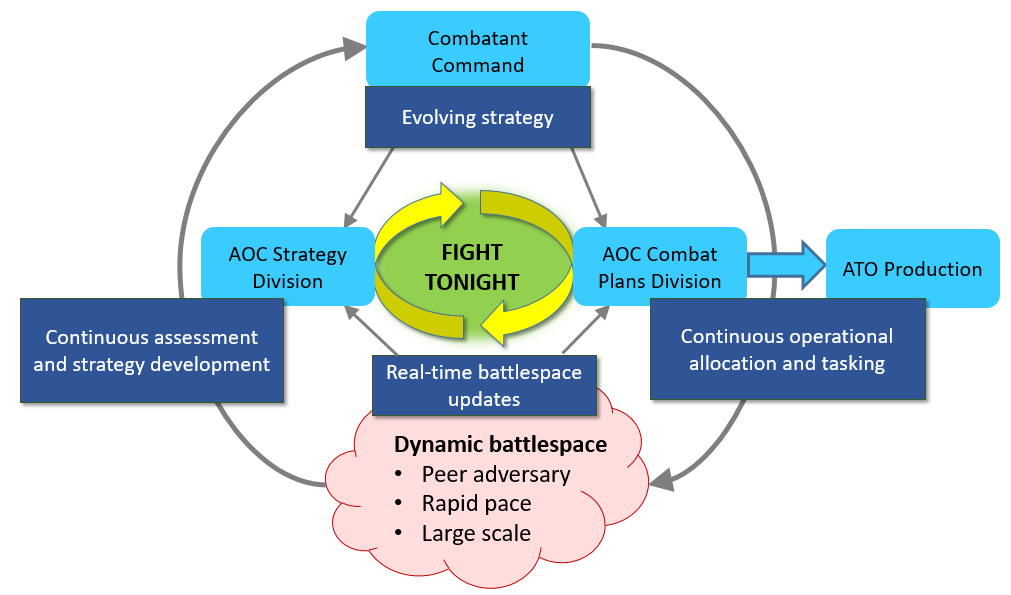 Combatant
Command
Evolving strategy
AOC Strategy
Division
FIGHT
TONIGHT
AOC Combat
Plans Division
ATO Production
Continuous assessment
and strategy development
Continuous operational
allocation and tasking
Real-time battlespace
updates
Dynamic battlespace
• Peer adversary
• Rapid pace
• Large scale